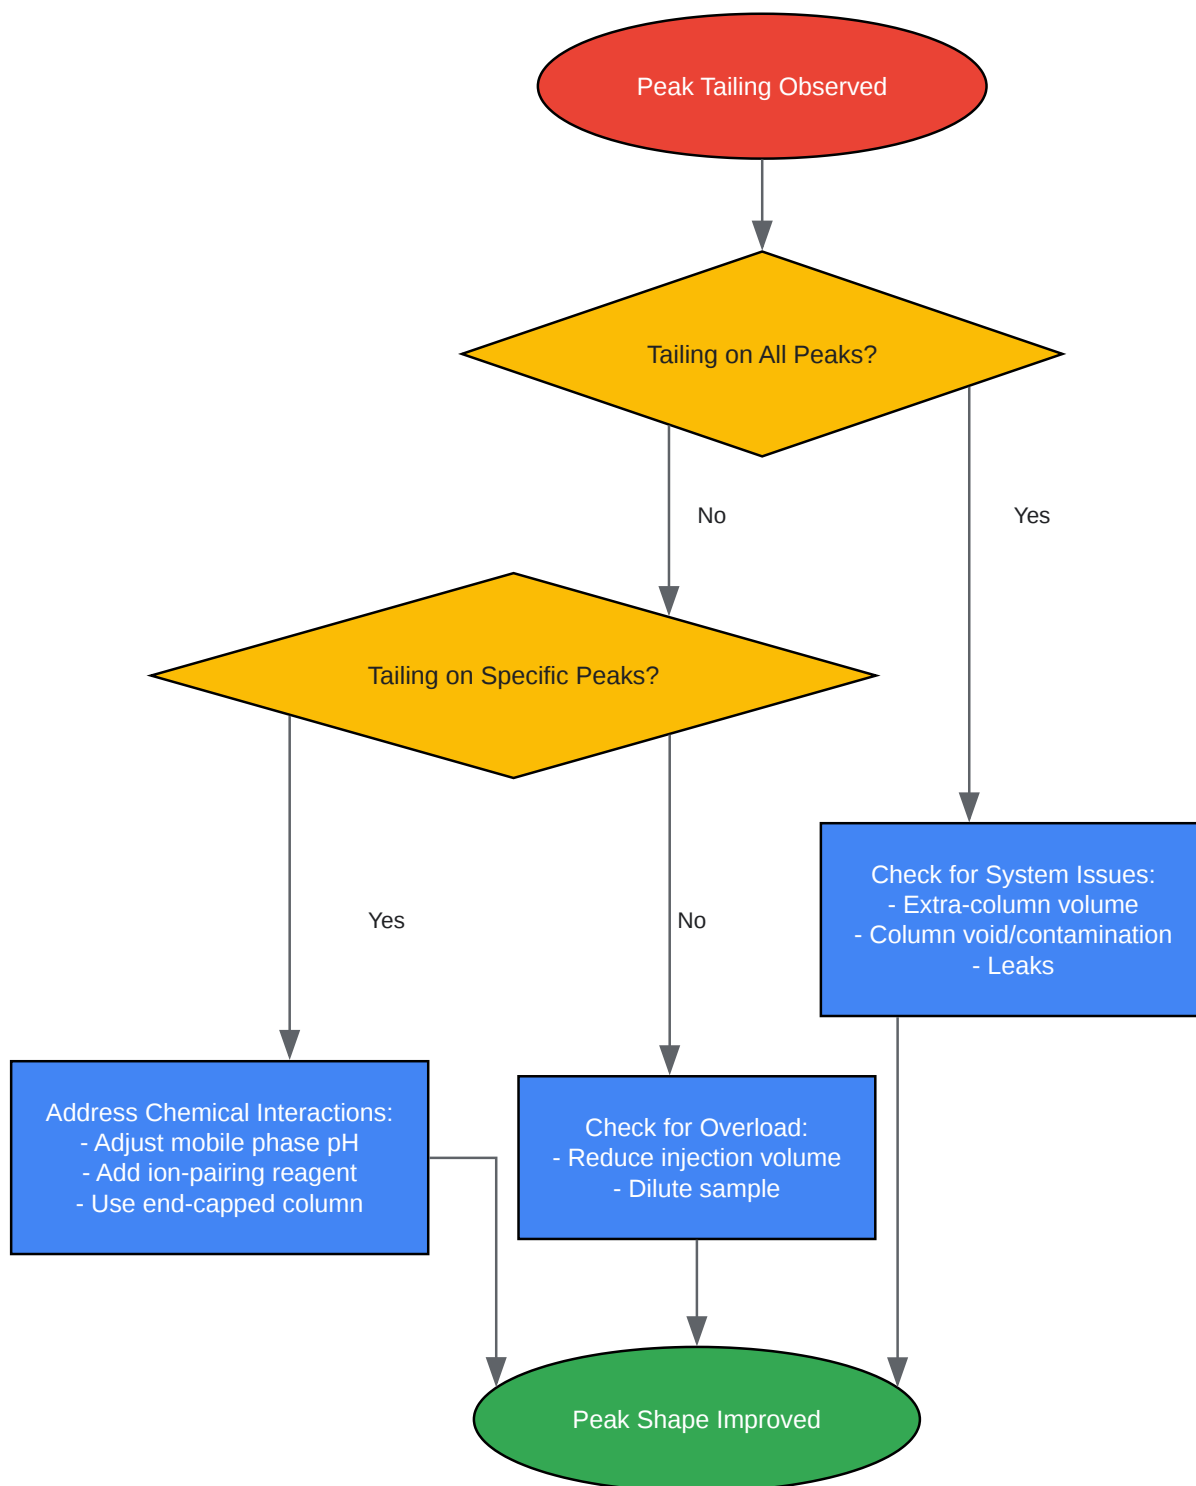 Peak Tailing Observed
Tailing on All Peaks?
No
Yes
Tailing on Specific Peaks?
Yes
No
Check for System Issues:
- Extra-column volume
- Column void/contamination
- Leaks
Address Chemical Interactions:
- Adjust mobile phase pH
- Add ion-pairing reagent
- Use end-capped column
Check for Overload:
- Reduce injection volume
- Dilute sample
Peak Shape Improved